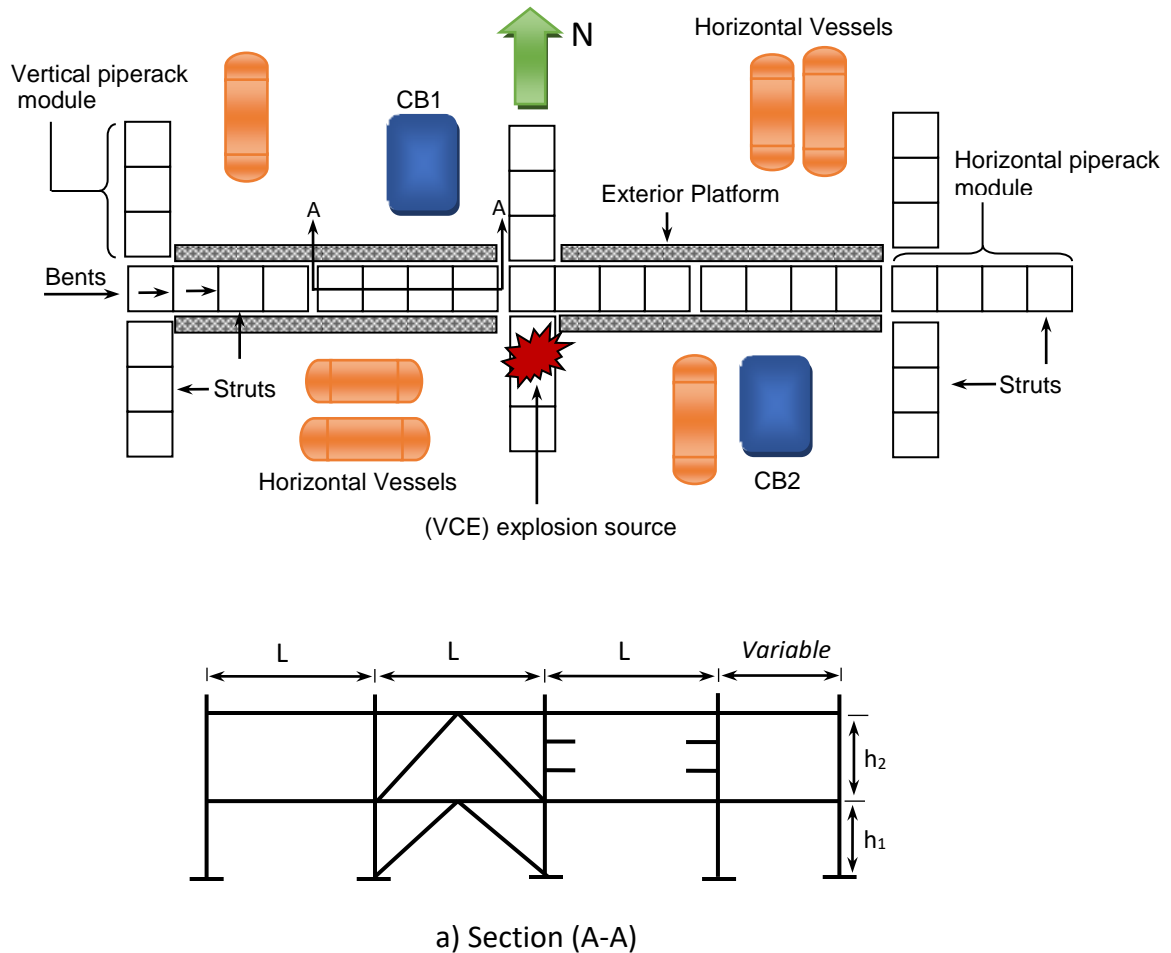 N
Horizontal Vessels
Vertical piperack
module
CB1
Horizontal piperack
module
A
A
Exterior Platform
Bents
Struts
Struts
Horizontal Vessels
CB2
(VCE) explosion source
L
L
L
Variable
h2
h1
a) Section (A-A)